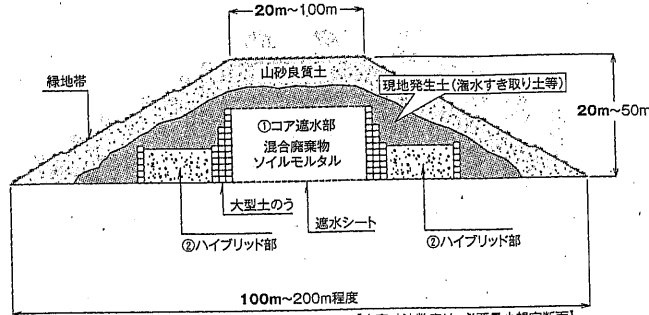 20m~100m
山砂良質土
緑地帯
現地発生土(潅水すき取り土等)
20m~50m
①コア遮水部
混合廃棄物
ソイルモルタル
大型土のう
遮水シート
②ハイブリッド部
②ハイブリッド部
100m~200m程度